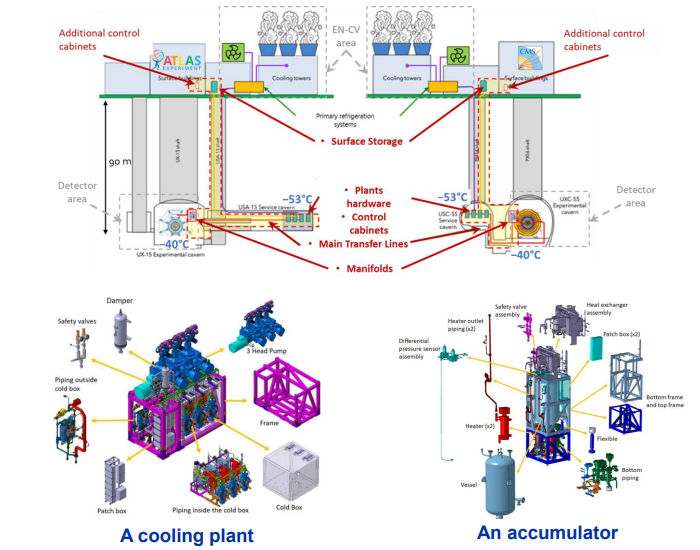 Additional control
cabinets
EN-CV
area
Additional control
cabinets
ATLAS
EXPERIMENT
CMS
Surface buildings
Cooling towers
Cooling towers
Surface buildings
Primary refrigeration
systems
• Surface Storage
90 m
UX-15 shaft
Detector
area
−53°C
USA-15 Service cavern
−40°C
UX-15 Experimental cavern
• Plants
hardware
• Control
cabinets
• Main Transfer Lines
• Manifolds
−53°C
USC-55
Service
cavern
UXC-55
Experimental
cavern
−40°C
Detector
area
Damper
Safety valves
3 Head Pump
Piping outside
cold box
Frame
Patch box
Piping inside the cold box
Cold Box
A cooling plant
Safety valve
assembly
Heat exchanger
assembly
Heater outlet
piping (x2)
Patch box (x2)
Differential
pressure sensor
assembly
Bottom frame
and top frame
Heater (x2)
Flexible
Vessel
Bottom
piping
An accumulator